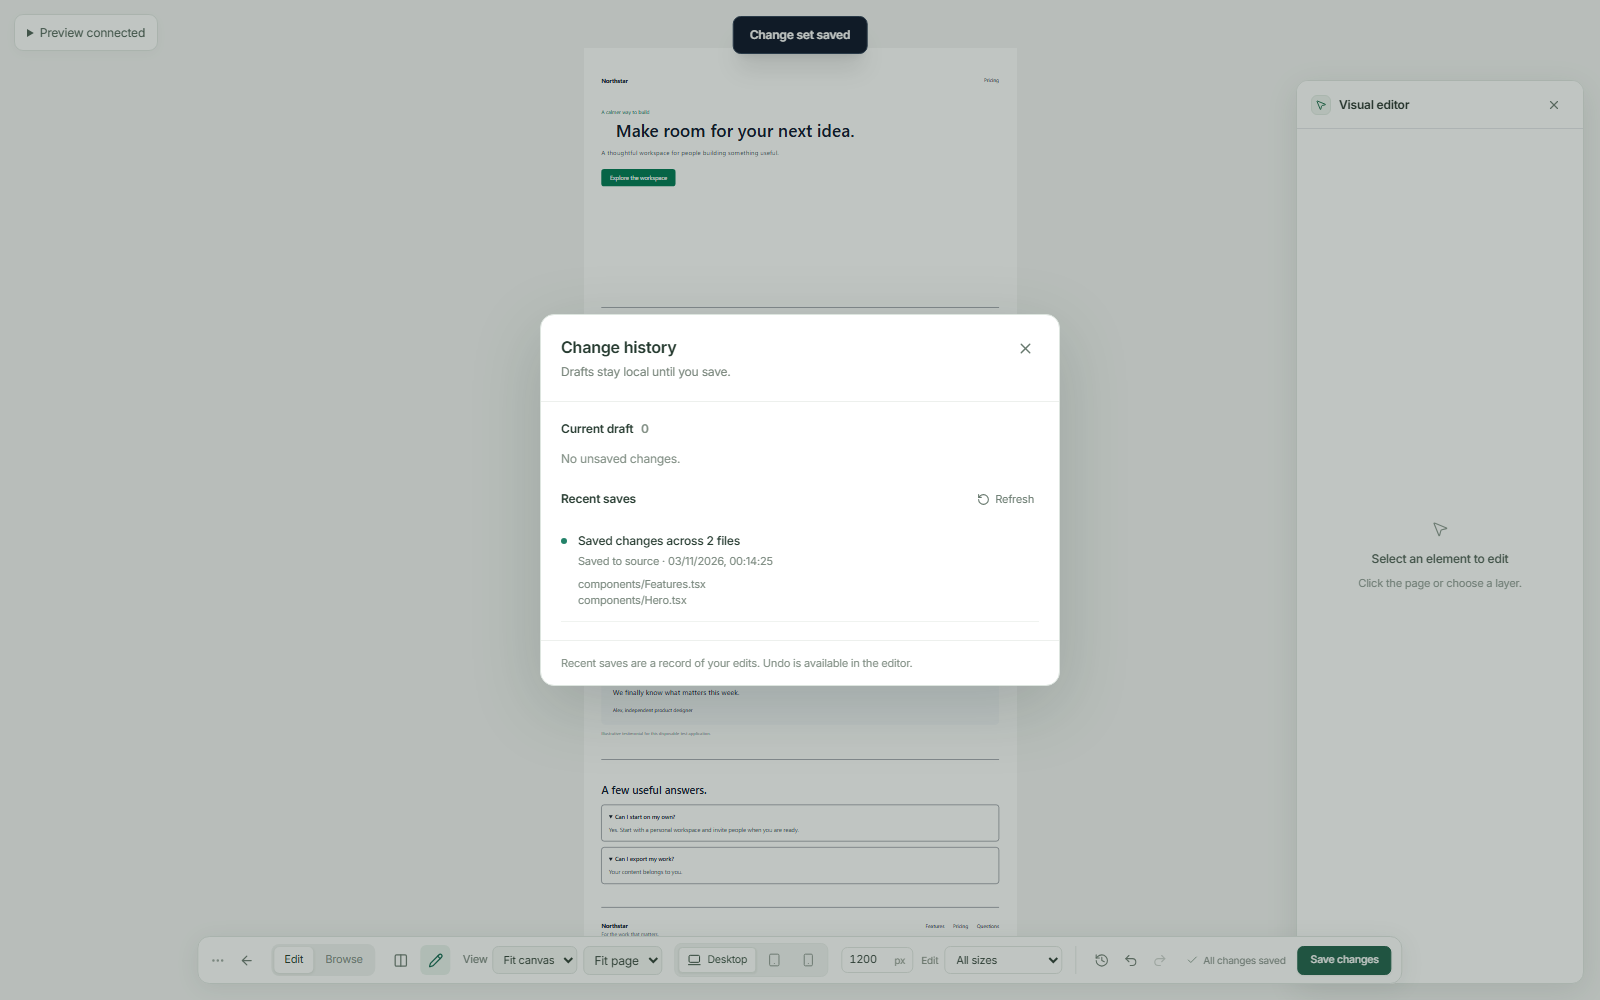 Preview connected
Change set saved
Northstar
Pricing
A calmer way to build
Make room for your next idea.
A thoughtful workspace for people building something useful.
Explore the workspace
Visual editor
Select an element to edit
Click the page or choose a layer.
Change history
Drafts stay local until you save.
Current draft 0
No unsaved changes.
Recent saves
Refresh
Saved changes across 2 files
Saved to source · 03/11/2026, 00:14:25
components/Features.tsx
components/Hero.tsx
Recent saves are a record of your edits. Undo is available in the editor.
We finally know what matters this week.
Alex, independent product designer
Illustrative testimonial for this disposable test application.
A few useful answers.
▾ Can I start on my own?
Yes. Start with a personal workspace and invite people when you are ready.
▾ Can I export my work?
Your content belongs to you.
Northstar
Features Pricing Questions
For the work that matters.
Edit Browse View Fit canvas Fit page Desktop 1200 px Edit All sizes All changes saved Save changes